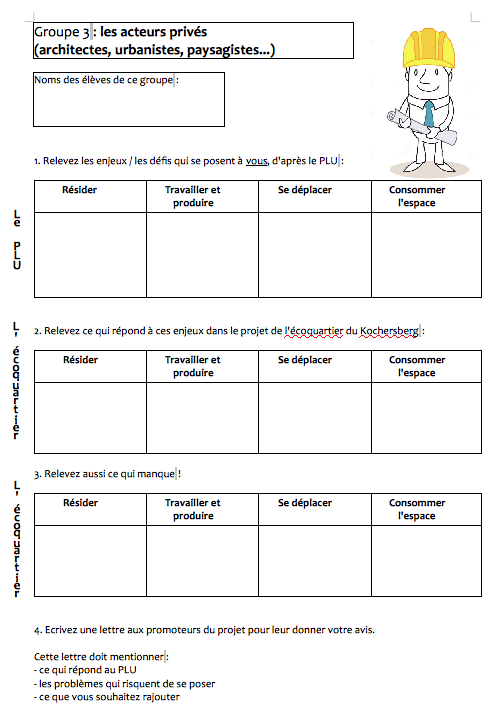 Groupe 3 : les acteurs privés
(architectes, urbanistes, paysagistes...)
Noms des élèves de ce groupe :
1. Relevez les enjeux / les défis qui se posent à vous, d'après le PLU :
Le PLU
Résider
Travailler et
produire
Se déplacer
Consommer
l'espace
2. Relevez ce qui répond à ces enjeux dans le projet de l'écoquartier du Kochersberg :
L'écoquartier
Résider
Travailler et
produire
Se déplacer
Consommer
l'espace
3. Relevez aussi ce qui manque !
L'écoquartier
Résider
Travailler et
produire
Se déplacer
Consommer
l'espace
4. Ecrivez une lettre aux promoteurs du projet pour leur donner votre avis.
Cette lettre doit mentionner :
- ce qui répond au PLU
- les problèmes qui risquent de se poser
- ce que vous souhaitez rajouter